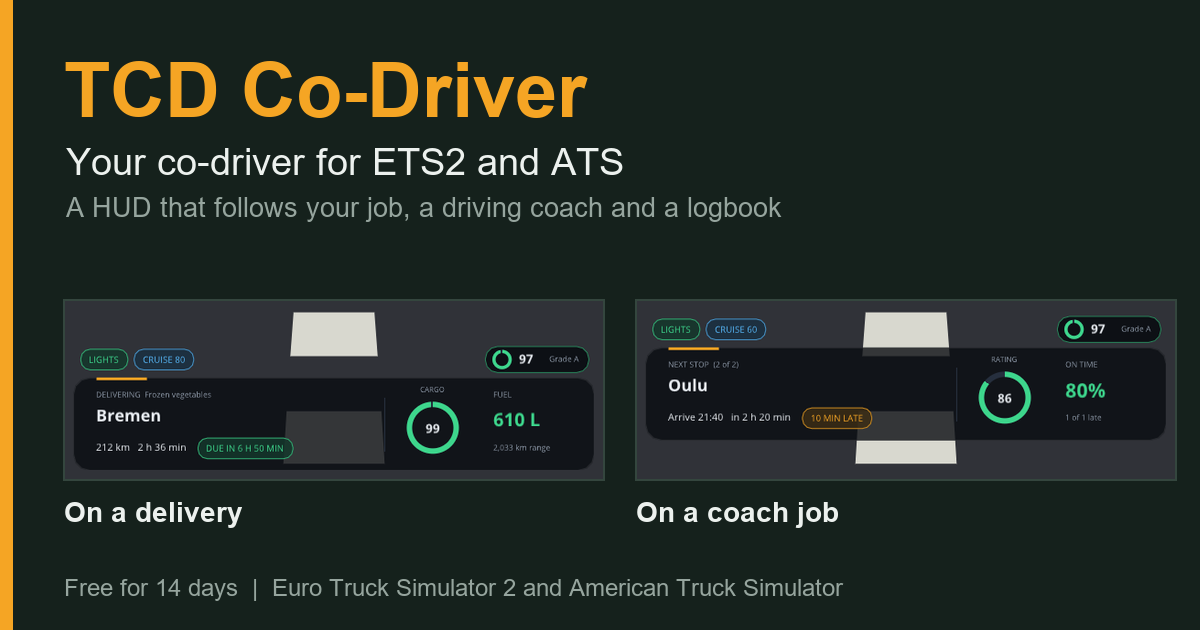 TCD Co-Driver
Your co-driver for ETS2 and ATS
A HUD that follows your job, a driving coach and a logbook
LIGHTS CRUISE 80 97 Grade A
DELIVERING Frozen vegetables
Bremen
212 km 2 h 36 min DUE IN 6 H 50 MIN
CARGO
99
FUEL
610 L
2,033 km range
On a delivery
LIGHTS CRUISE 60 97 Grade A
NEXT STOP (2 of 2)
Oulu
Arrive 21:40 in 2 h 20 min 10 MIN LATE
RATING
86
ON TIME
80%
1 of 1 late
On a coach job
Free for 14 days | Euro Truck Simulator 2 and American Truck Simulator